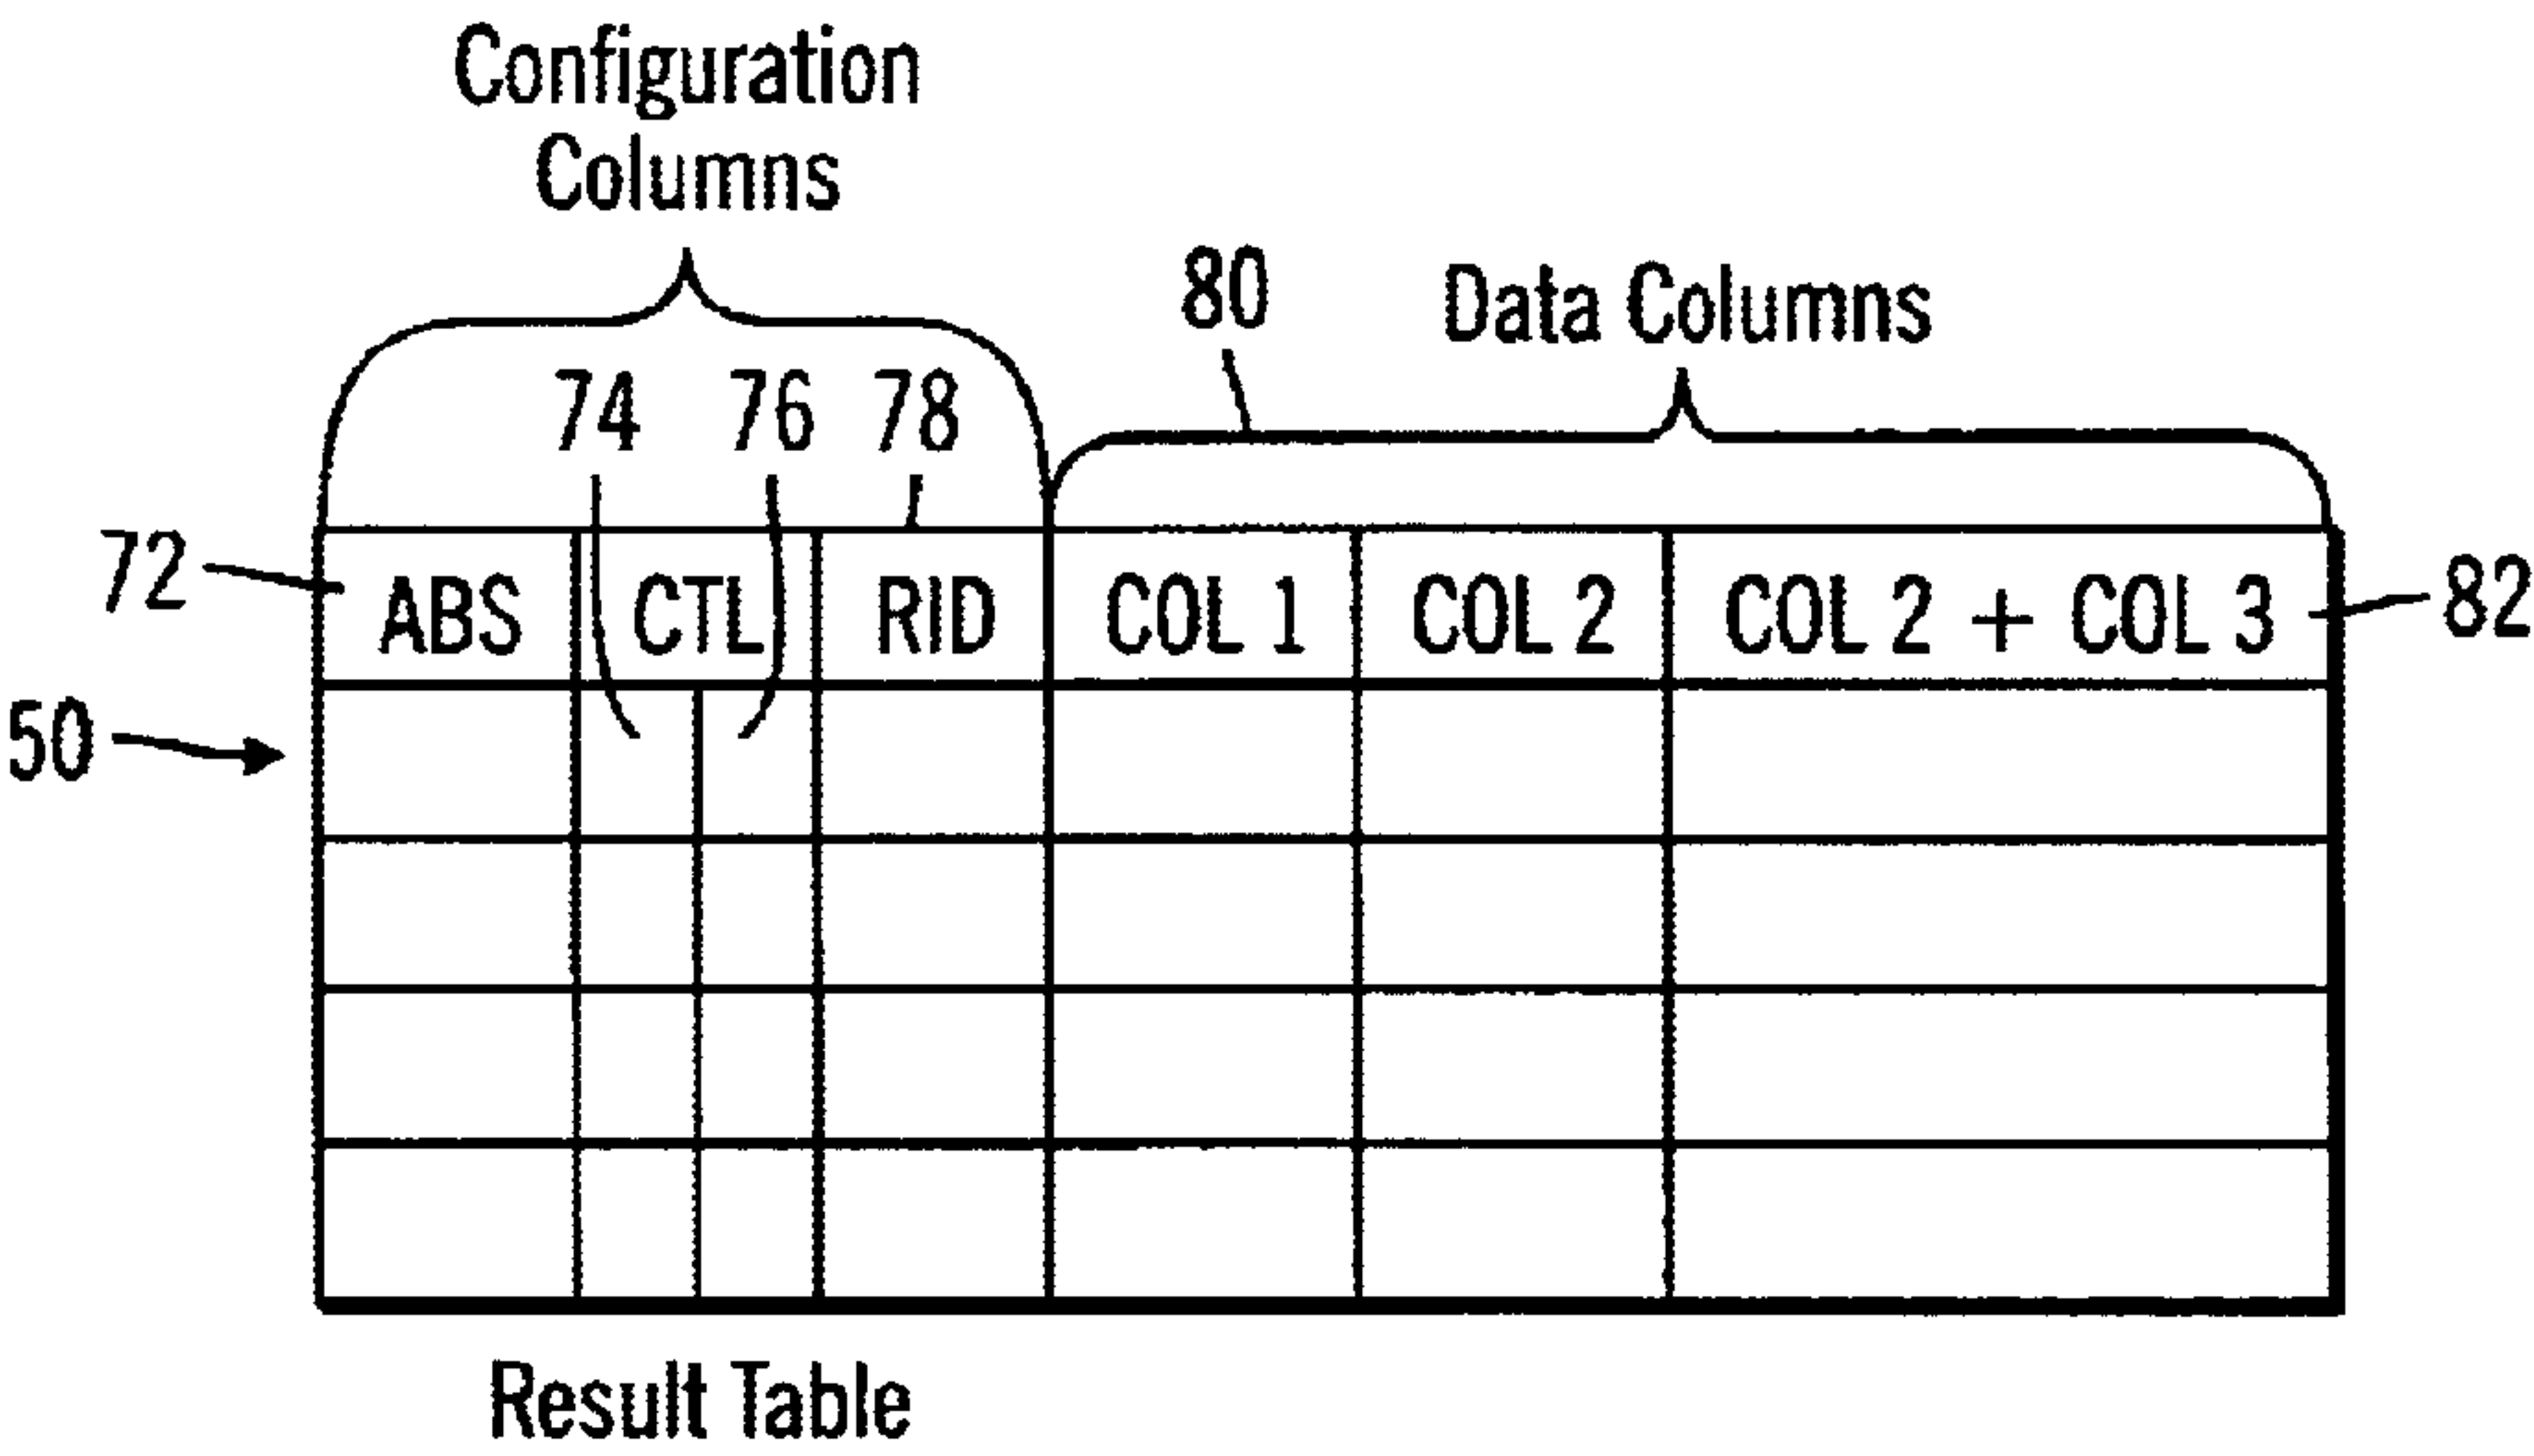 Configuration
Columns
80
Data Columns
74 76 78
72
ABS CTL RID COL 1 COL 2 COL 2 + COL 3
82
50
Result Table